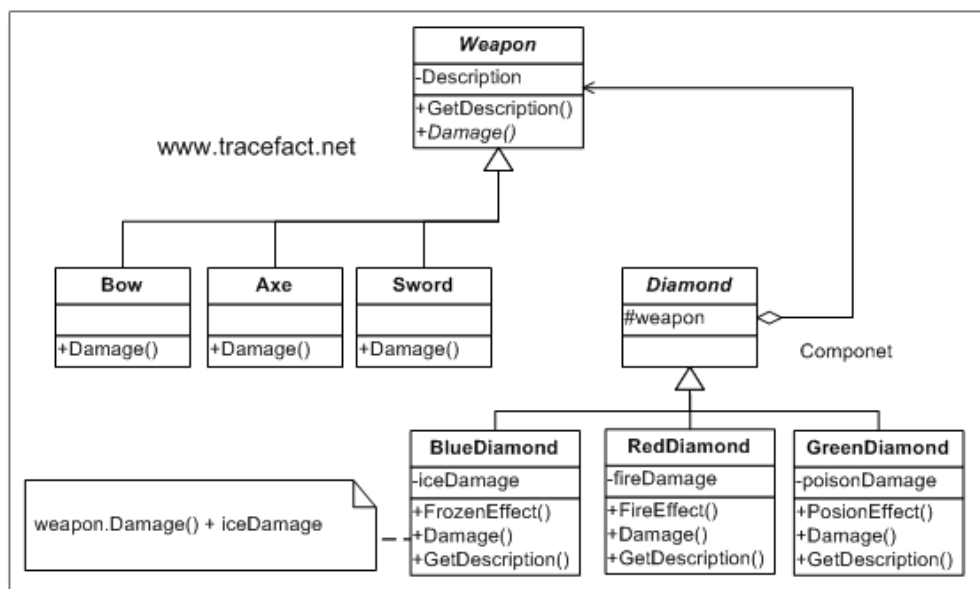 Weapon
-Description
+GetDescription()
+Damage()
www.tracefact.net
Bow
+Damage()
Axe
+Damage()
Sword
+Damage()
Diamond
#weapon
Componet
BlueDiamond
-iceDamage
+FrozenEffect()
+Damage()
+GetDescription()
RedDiamond
-fireDamage
+FireEffect()
+Damage()
+GetDescription()
GreenDiamond
-poisonDamage
+PosionEffect()
+Damage()
+GetDescription()
weapon.Damage() + iceDamage